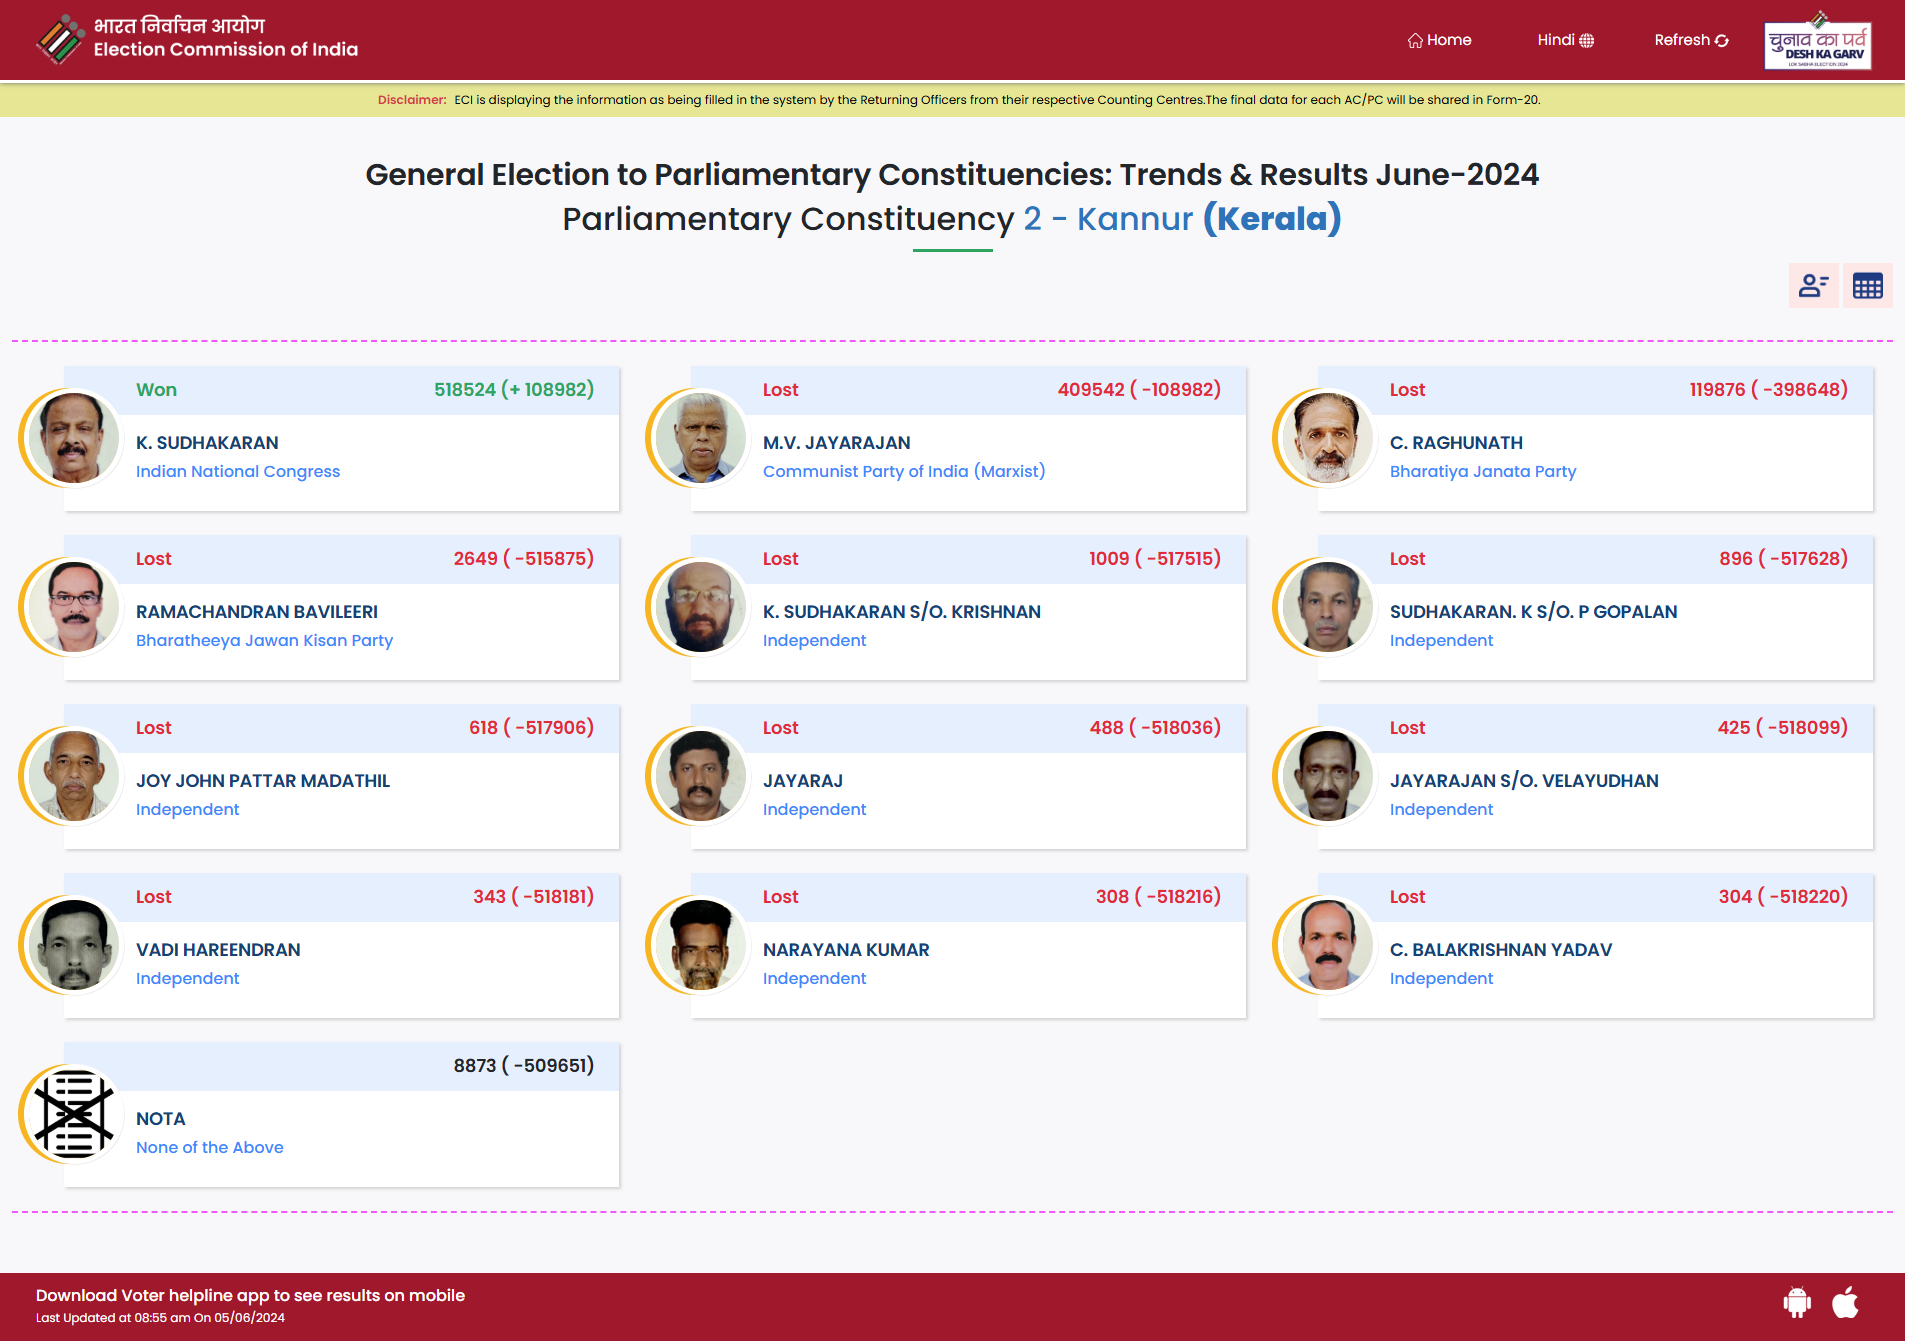 भारत निर्वाचन आयोग
Election Commission of India
Home
Hindi
Refresh
चुनाव का पर्व
DESH KA GARV
LOK SABHA ELECTION 2024
Disclaimer: ECI is displaying the information as being filled in the system by the Returning Officers from their respective Counting Centres.The final data for each AC/PC will be shared in Form-20.
General Election to Parliamentary Constituencies: Trends & Results June-2024
Parliamentary Constituency 2 - Kannur (Kerala)
Won 518524 (+ 108982)
K. SUDHAKARAN
Indian National Congress
Lost 409542 ( -108982)
M.V. JAYARAJAN
Communist Party of India (Marxist)
Lost 119876 ( -398648)
C. RAGHUNATH
Bharatiya Janata Party
Lost 2649 ( -515875)
RAMACHANDRAN BAVILEERI
Bharatheeya Jawan Kisan Party
Lost 1009 ( -517515)
K. SUDHAKARAN S/O. KRISHNAN
Independent
Lost 896 ( -517628)
SUDHAKARAN. K S/O. P GOPALAN
Independent
Lost 618 ( -517906)
JOY JOHN PATTAR MADATHIL
Independent
Lost 488 ( -518036)
JAYARAJ
Independent
Lost 425 ( -518099)
JAYARAJAN S/O. VELAYUDHAN
Independent
Lost 343 ( -518181)
VADI HAREENDRAN
Independent
Lost 308 ( -518216)
NARAYANA KUMAR
Independent
Lost 304 ( -518220)
C. BALAKRISHNAN YADAV
Independent
8873 ( -509651)
NOTA
None of the Above
Download Voter helpline app to see results on mobile
Last Updated at 08:55 am On 05/06/2024